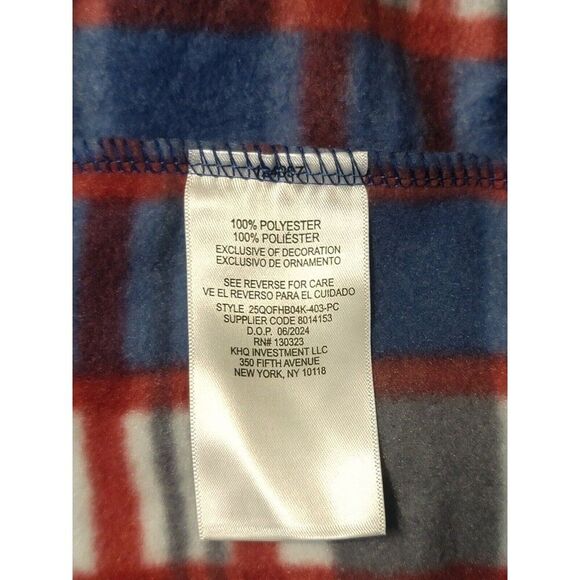 100% POLYESTER
100% POLIÉSTER
EXCLUSIVE OF DECORATION
EXCLUSIVO DE ORNAMENTO
SEE REVERSE FOR CARE
VE EL REVERSO PARA EL CUIDADO
STYLE 25QOFHB04K-403-PC
SUPPLIER CODE 8014153
D.O.P. 06/2024
RN# 130323
KHQ INVESTMENT LLC
350 FIFTH AVENUE
NEW YORK, NY 10118